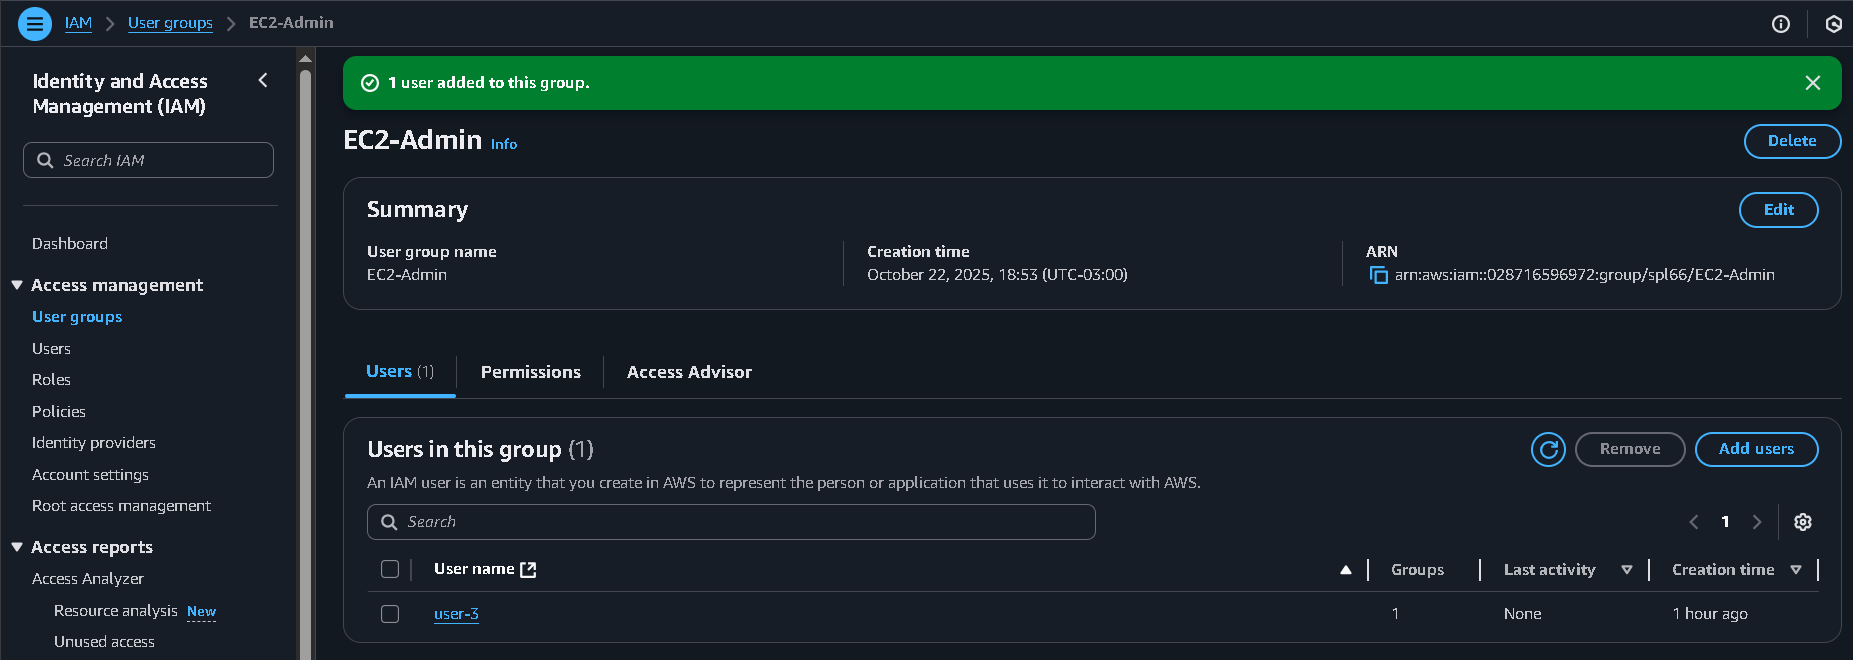 IAM > User groups > EC2-Admin
Identity and Access
Management (IAM)
Search IAM
Dashboard
Access management
User groups
Users
Roles
Policies
Identity providers
Account settings
Root access management
Access reports
Access Analyzer
Resource analysis New
Unused access
1 user added to this group.
EC2-Admin Info
Delete
Summary
Edit
User group name
EC2-Admin
Creation time
October 22, 2025, 18:53 (UTC-03:00)
ARN
arn:aws:iam::028716596972:group/spl66/EC2-Admin
Users (1)
Permissions
Access Advisor
Users in this group (1)
Remove
Add users
An IAM user is an entity that you create in AWS to represent the person or application that uses it to interact with AWS.
Search
1
User name Groups Last activity Creation time
user-3 1 None 1 hour ago